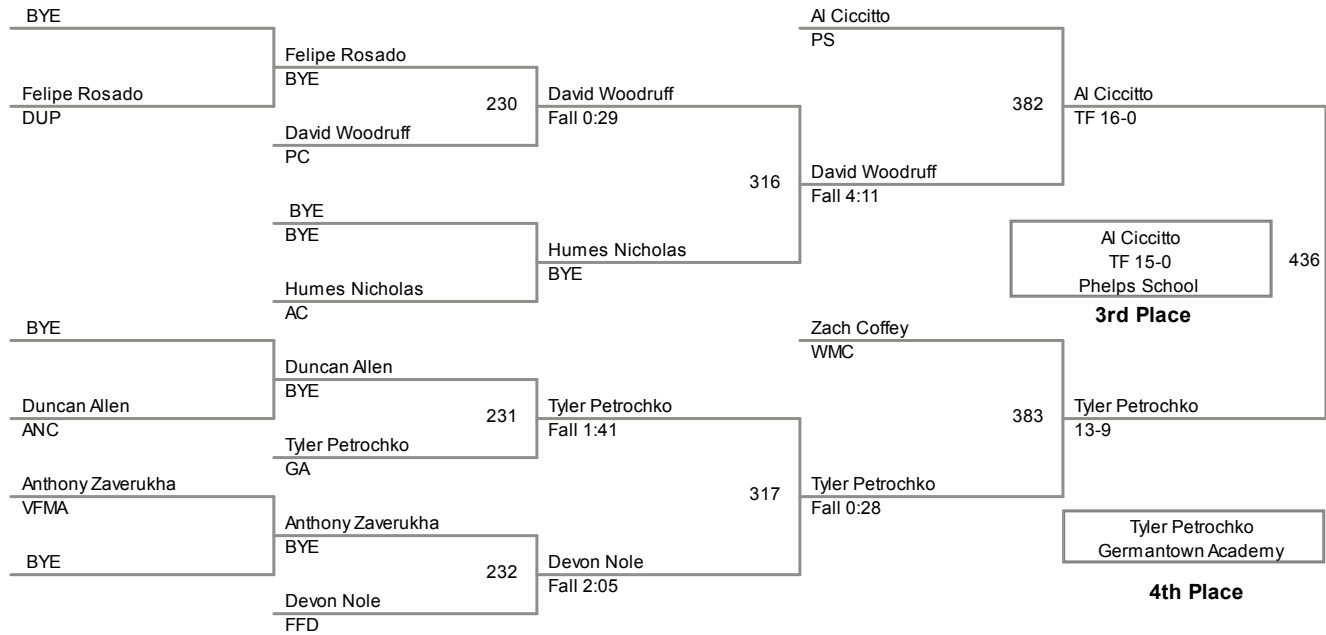 BYE
Al Ciccitto
PS
Felipe Rosado
BYE
Felipe Rosado
DUP
230
David Woodruff
Fall 0:29
382
Al Ciccitto
TF 16-0
David Woodruff
PC
316
David Woodruff
Fall 4:11
BYE
BYE
Humes Nicholas
BYE
Al Ciccitto
TF 15-0
Phelps School
436
Humes Nicholas
AC
3rd Place
BYE
Zach Coffey
WMC
Duncan Allen
BYE
Duncan Allen
ANC
231
Tyler Petrochko
Fall 1:41
383
Tyler Petrochko
13-9
Tyler Petrochko
GA
Anthony Zaverukha
VFMA
317
Tyler Petrochko
Fall 0:28
Anthony Zaverukha
BYE
Tyler Petrochko
Germantown Academy
BYE
232
Devon Nole
Fall 2:05
4th Place
Devon Nole
FFD